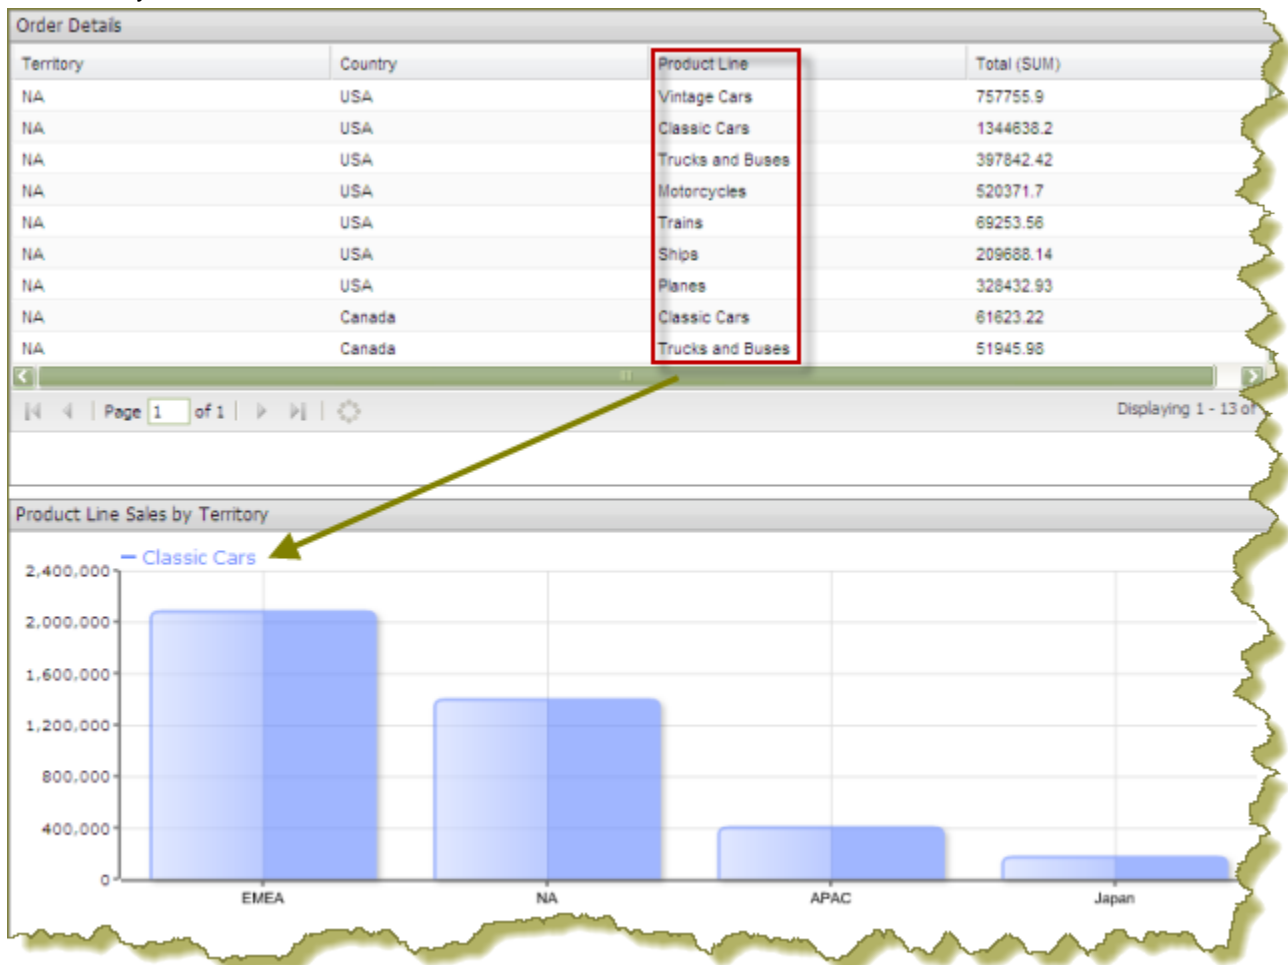 Order Details
Territory Country Product Line Total (SUM)
NA USA Vintage Cars 757755.9
NA USA Classic Cars 1344638.2
NA USA Trucks and Buses 397842.42
NA USA Motorcycles 520371.7
NA USA Trains 69253.56
NA USA Ships 209688.14
NA USA Planes 328432.93
NA Canada Classic Cars 61623.22
NA Canada Trucks and Buses 51945.98
Page 1 of 1 Displaying 1 - 13 of
Product Line Sales by Territory
Classic Cars
2,400,000
2,000,000
1,600,000
1,200,000
800,000
400,000
0
EMEA NA APAC Japan